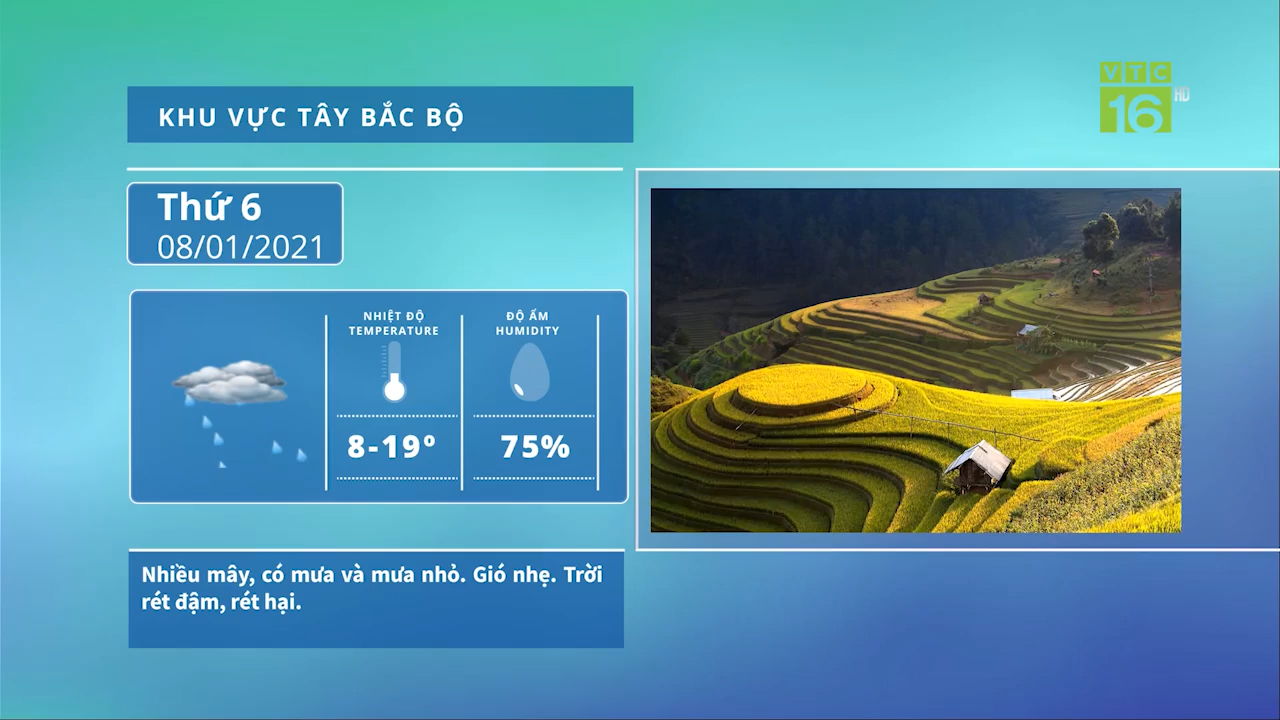 VTC
16 HD
KHU VỰC TÂY BẮC BỘ
Thứ 6
08/01/2021
NHIỆT ĐỘ
TEMPERATURE
8-19º
ĐỘ ẨM
HUMIDITY
75%
Nhiều mây, có mưa và mưa nhỏ. Gió nhẹ. Trời
rét đậm, rét hại.